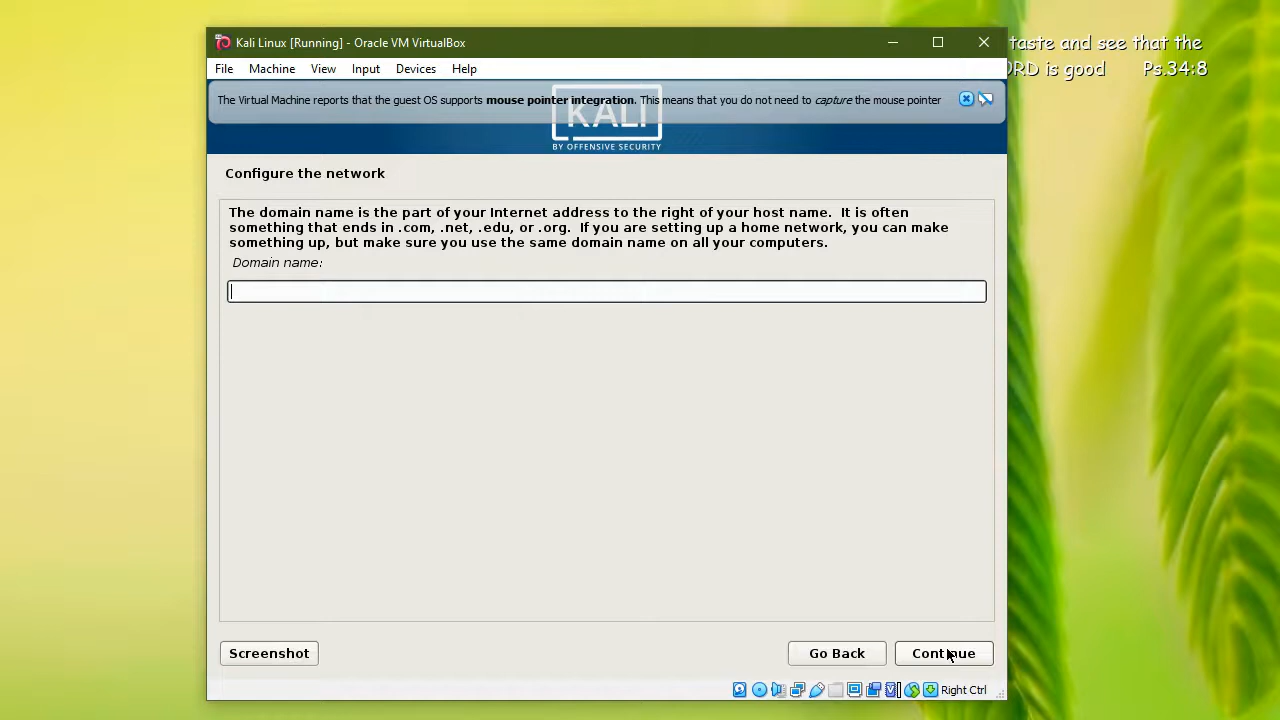 Kali Linux [Running] - Oracle VM VirtualBox
taste and see that the
ORD is good Ps.34:8
File Machine View Input Devices Help
The Virtual Machine reports that the guest OS supports mouse pointer integration. This means that you do not need to capture the mouse pointer
KALI
BY OFFENSIVE SECURITY
Configure the network
The domain name is the part of your Internet address to the right of your host name. It is often
something that ends in .com, .net, .edu, or .org. If you are setting up a home network, you can make
something up, but make sure you use the same domain name on all your computers.
Domain name:
Screenshot Go Back Continue
Right Ctrl